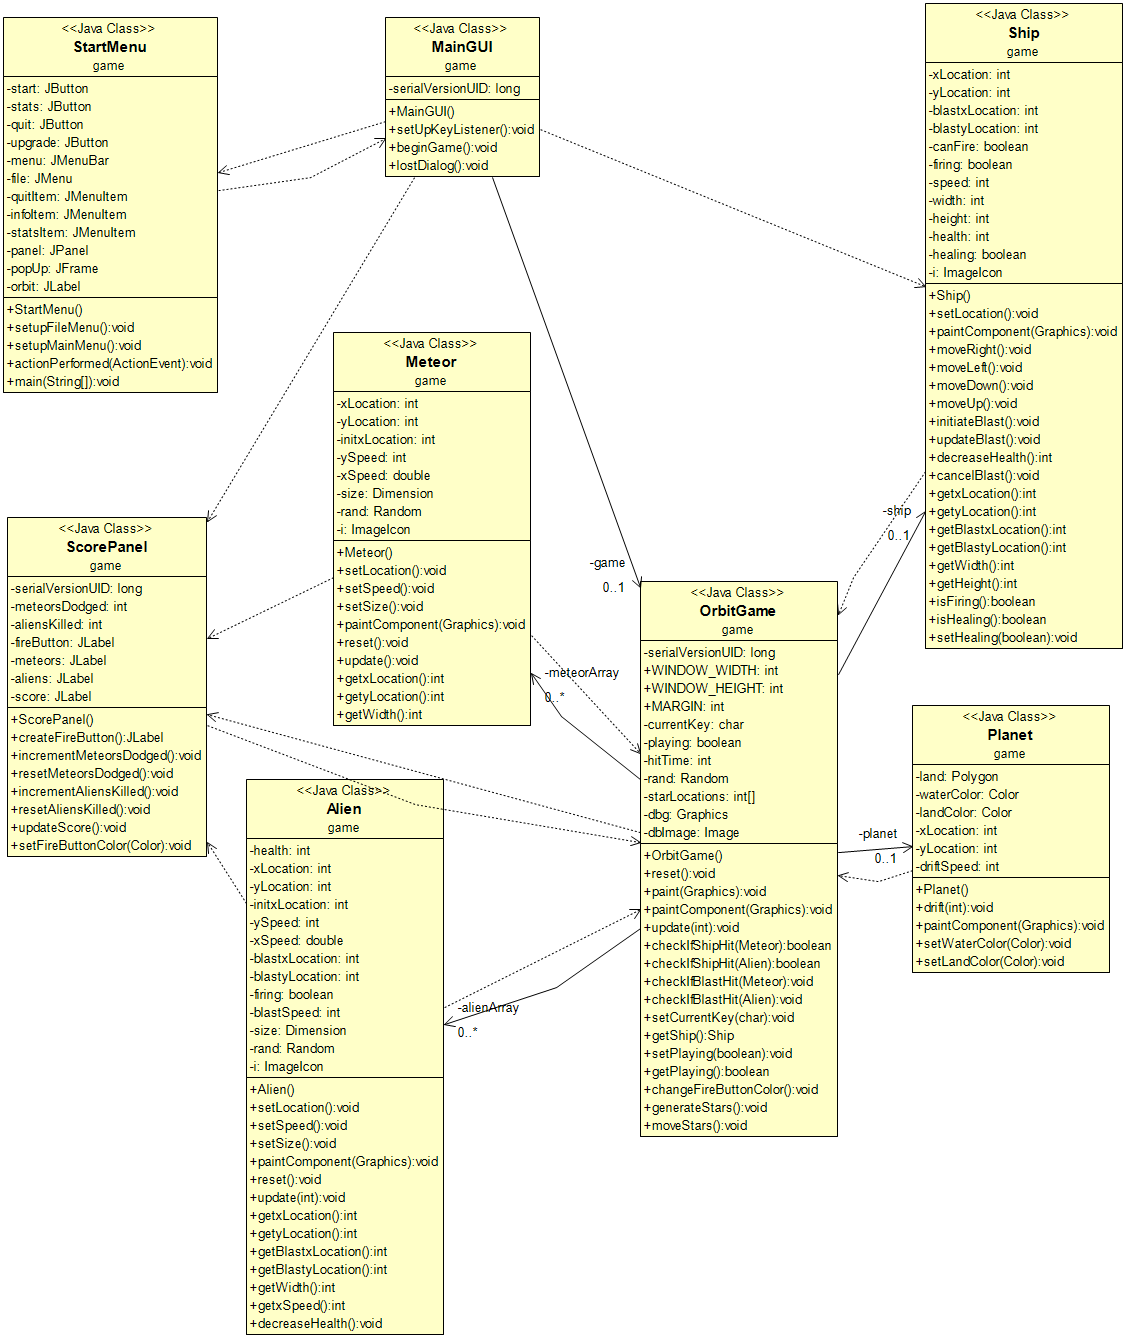 <<Java Class>>
StartMenu
game
-start: JButton
-stats: JButton
-quit: JButton
-upgrade: JButton
-menu: JMenuBar
-file: JMenu
-quitItem: JMenuItem
-infoItem: JMenuItem
-statsItem: JMenuItem
-panel: JPanel
-popUp: JFrame
-orbit: JLabel
+StartMenu()
+setupFileMenu():void
+setupMainMenu():void
+actionPerformed(ActionEvent):void
+main(String[]):void
<<Java Class>>
MainGUI
game
-serialVersionUID: long
+MainGUI()
+setUpKeyListener():void
+beginGame():void
+lostDialog():void
<<Java Class>>
Ship
game
-xLocation: int
-yLocation: int
-blastxLocation: int
-blastyLocation: int
-canFire: boolean
-firing: boolean
-speed: int
-width: int
-height: int
-health: int
-healing: boolean
-i: ImageIcon
+Ship()
+setLocation():void
+paintComponent(Graphics):void
+moveRight():void
+moveLeft():void
+moveDown():void
+moveUp():void
+initiateBlast():void
+updateBlast():void
+decreaseHealth():int
+cancelBlast():void
+getxLocation():int
+getyLocation():int
+getBlastxLocation():int
+getBlastyLocation():int
+getWidth():int
+getHeight():int
+isFiring():boolean
+isHealing():boolean
+setHealing(boolean):void
<<Java Class>>
Meteor
game
-xLocation: int
-yLocation: int
-initxLocation: int
-ySpeed: int
-xSpeed: double
-size: Dimension
-rand: Random
-i: ImageIcon
+Meteor()
+setLocation():void
+setSpeed():void
+setSize():void
+paintComponent(Graphics):void
+reset():void
+update():void
+getxLocation():int
+getyLocation():int
+getWidth():int
<<Java Class>>
ScorePanel
game
-serialVersionUID: long
-meteorsDodged: int
-aliensKilled: int
-fireButton: JLabel
-meteors: JLabel
-aliens: JLabel
-score: JLabel
+ScorePanel()
+createFireButton():JLabel
+incrementMeteorsDodged():void
+resetMeteorsDodged():void
+incrementAliensKilled():void
+resetAliensKilled():void
+updateScore():void
+setFireButtonColor(Color):void
-ship
0..1
-game
0..1
-meteorArray
0..*
<<Java Class>>
OrbitGame
game
-serialVersionUID: long
+WINDOW_WIDTH: int
+WINDOW_HEIGHT: int
+MARGIN: int
-currentKey: char
-playing: boolean
-hitTime: int
-rand: Random
-starLocations: int[]
-dbg: Graphics
-dbImage: Image
+OrbitGame()
+reset():void
+paint(Graphics):void
+paintComponent(Graphics):void
+update(int):void
+checkIfShipHit(Meteor):boolean
+checkIfShipHit(Alien):boolean
+checkIfBlastHit(Meteor):void
+checkIfBlastHit(Alien):void
+setCurrentKey(char):void
+getShip():Ship
+setPlaying(boolean):void
+getPlaying():boolean
+changeFireButtonColor():void
+generateStars():void
+moveStars():void
-planet
0..1
<<Java Class>>
Planet
game
-land: Polygon
-waterColor: Color
-landColor: Color
-xLocation: int
-yLocation: int
-driftSpeed: int
+Planet()
+drift(int):void
+paintComponent(Graphics):void
+setWaterColor(Color):void
+setLandColor(Color):void
<<Java Class>>
Alien
game
-health: int
-xLocation: int
-yLocation: int
-initxLocation: int
-ySpeed: int
-xSpeed: double
-blastxLocation: int
-blastyLocation: int
-firing: boolean
-blastSpeed: int
-size: Dimension
-rand: Random
-i: ImageIcon
+Alien()
+setLocation():void
+setSpeed():void
+setSize():void
+paintComponent(Graphics):void
+reset():void
+update(int):void
+getxLocation():int
+getyLocation():int
+getBlastxLocation():int
+getBlastyLocation():int
+getWidth():int
+getxSpeed():int
+decreaseHealth():void
-alienArray
0..*